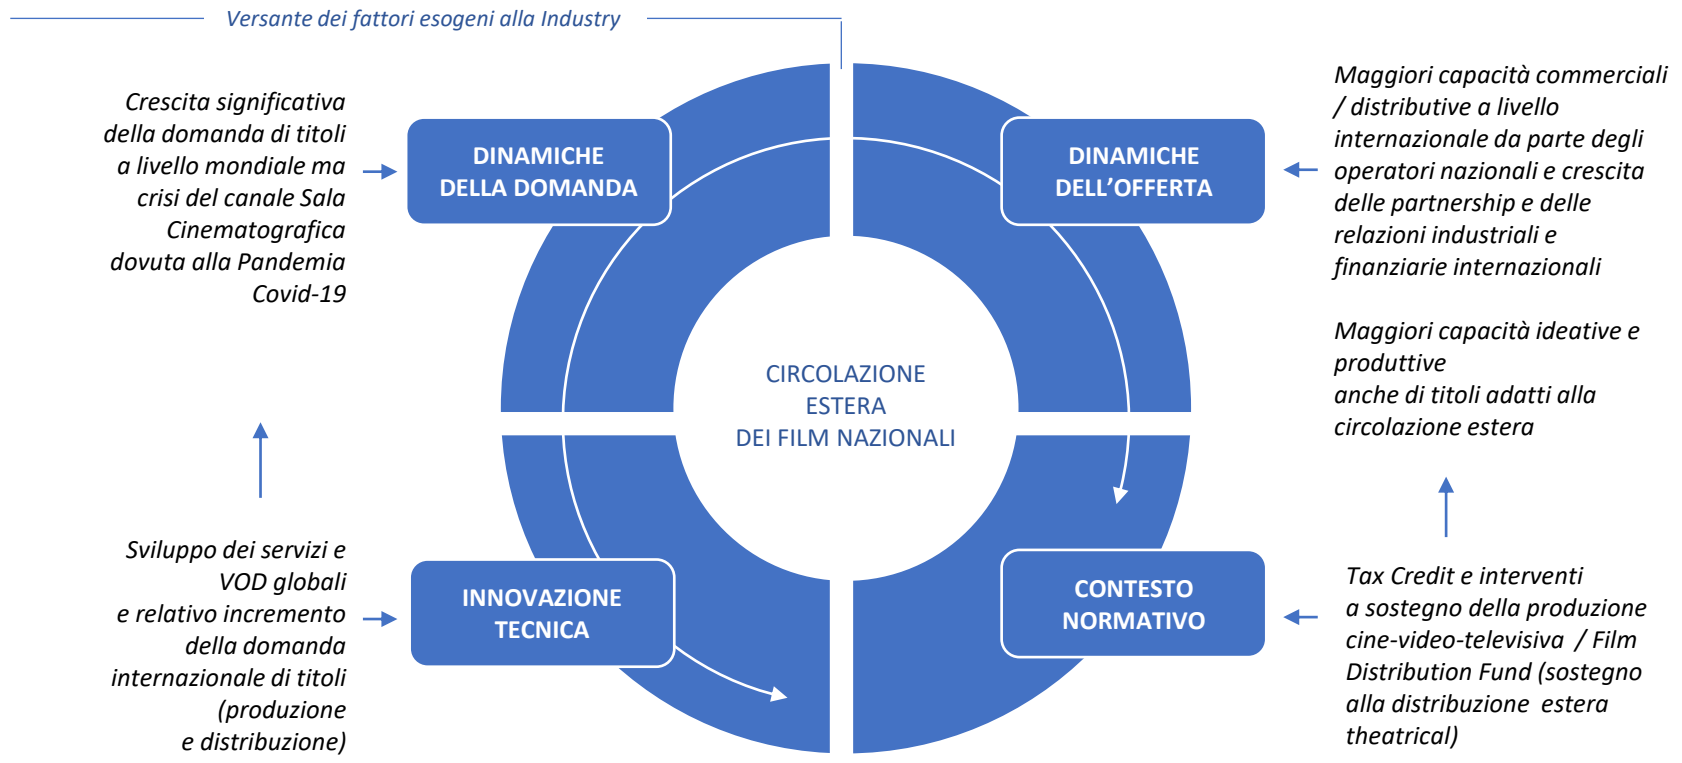 Versante dei fattori esogeni alla Industry
Crescita significativa
della domanda di titoli
a livello mondiale ma
crisi del canale Sala
Cinematografica
dovuta alla Pandemia
Covid-19
DINAMICHE
DELLA DOMANDA
DINAMICHE
DELL’OFFERTA
Maggiori capacità commerciali
/ distributive a livello
internazionale da parte degli
operatori nazionali e crescita
delle partnership e delle
relazioni industriali e
finanziarie internazionali
Maggiori capacità ideative e
produttive
anche di titoli adatti alla
circolazione estera
CIRCOLAZIONE
ESTERA
DEI FILM NAZIONALI
Sviluppo dei servizi e
VOD globali
e relativo incremento
della domanda
internazionale di titoli
(produzione
e distribuzione)
INNOVAZIONE
TECNICA
CONTESTO
NORMATIVO
Tax Credit e interventi
a sostegno della produzione
cine-video-televisiva / Film
Distribution Fund (sostegno
alla distribuzione estera
theatrical)